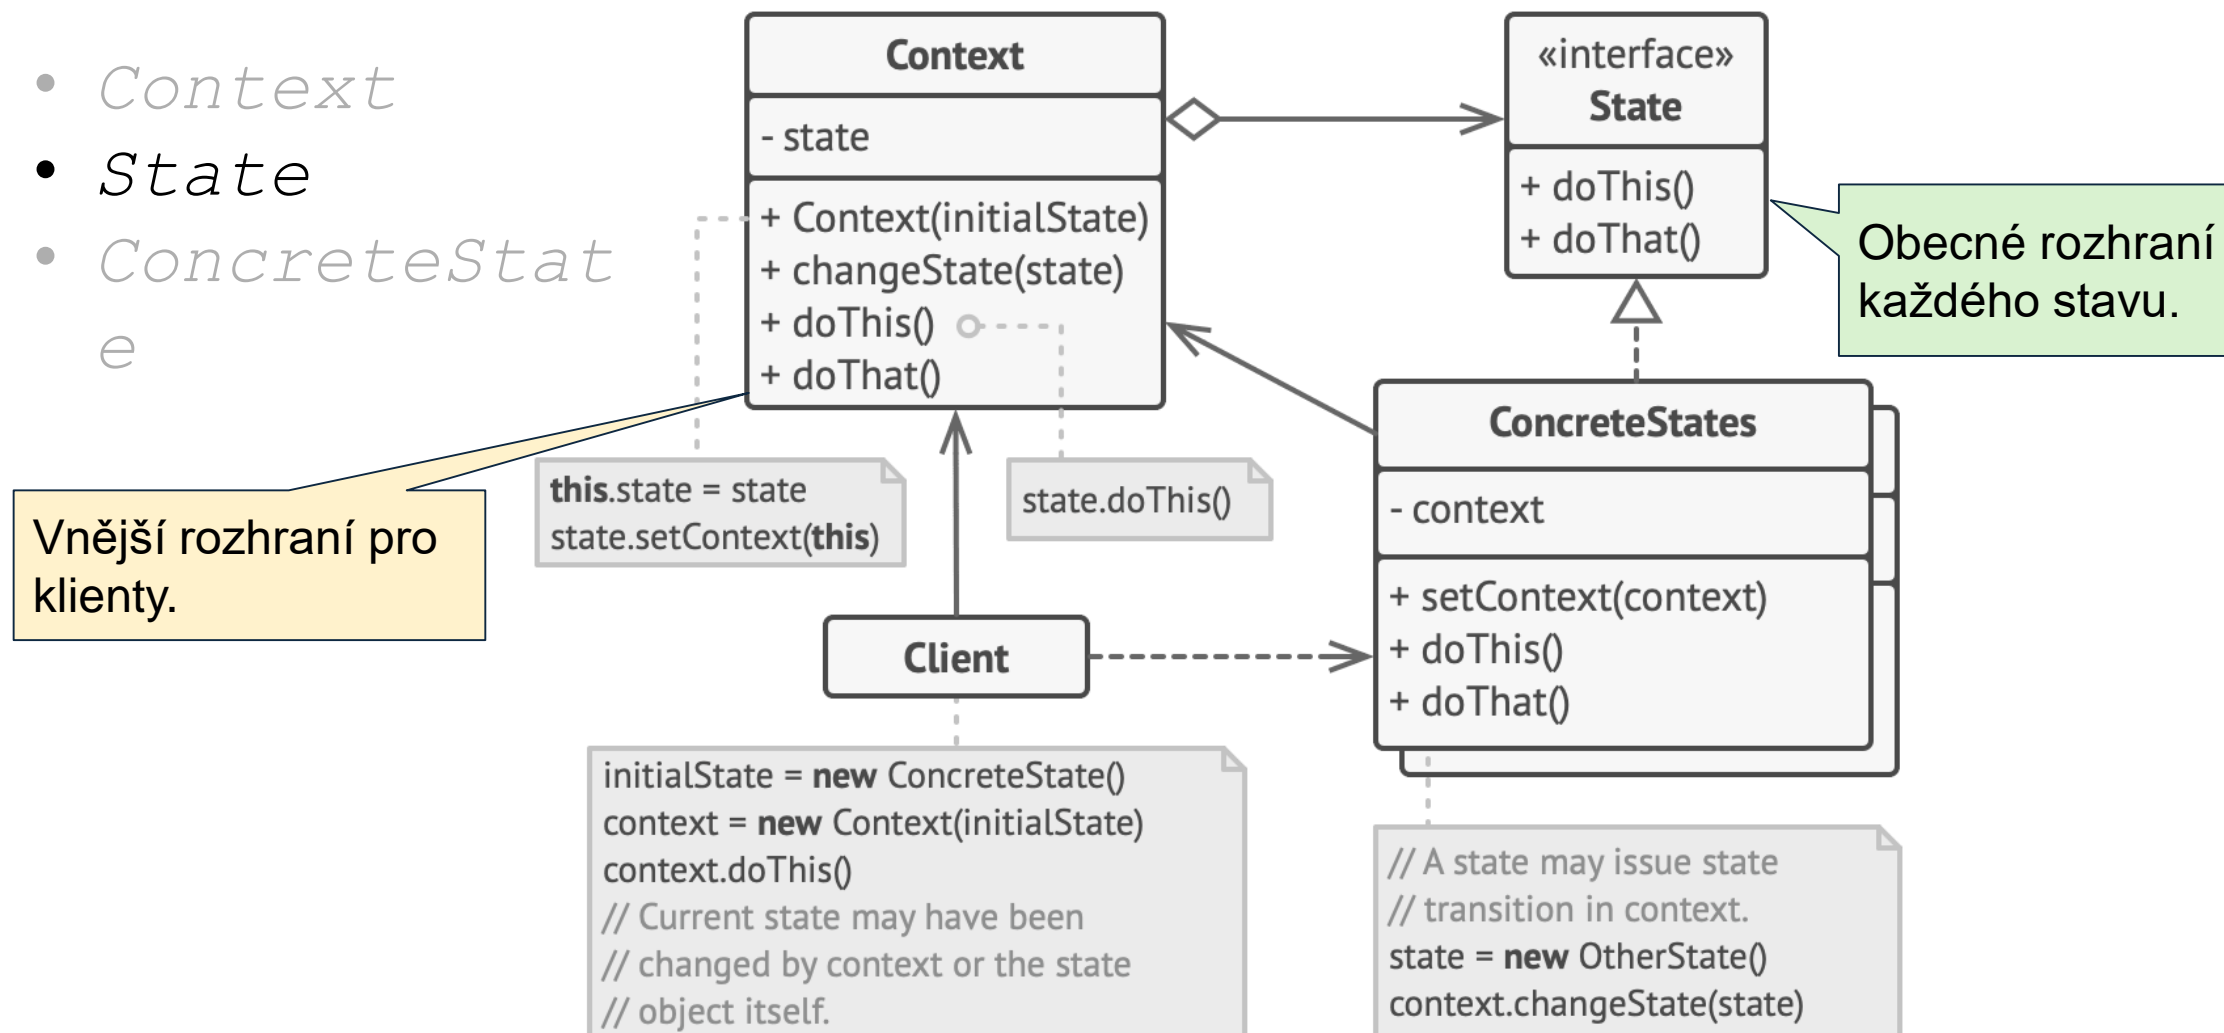 • Context
• State
• ConcreteStat
e
Context
- state
+ Context(initialState)
+ changeState(state)
+ doThis()
+ doThat()
«interface»
State
+ doThis()
+ doThat()
Obecné rozhraní
každého stavu.
Vnější rozhraní pro
klienty.
this.state = state
state.setContext(this)
state.doThis()
ConcreteStates
- context
+ setContext(context)
+ doThis()
+ doThat()
Client
initialState = new ConcreteState()
context = new Context(initialState)
context.doThis()
// Current state may have been
// changed by context or the state
// object itself.
// A state may issue state
// transition in context.
state = new OtherState()
context.changeState(state)